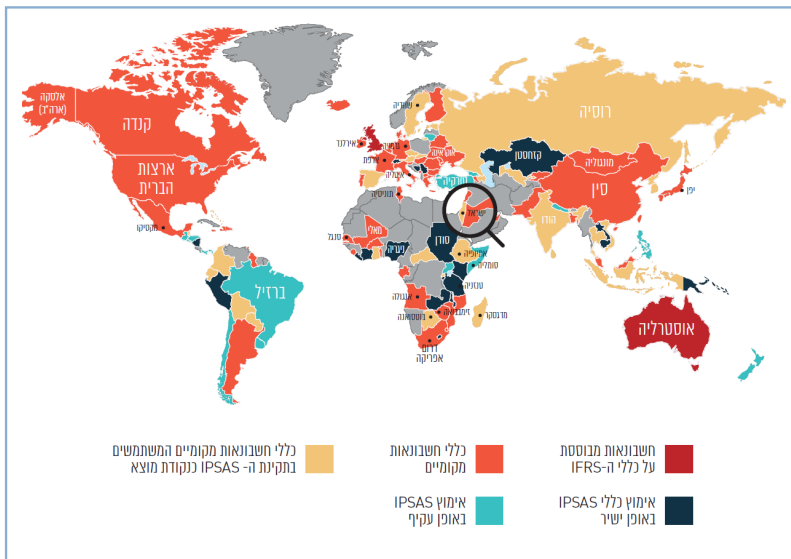 אלסקה
(ארה"ב)
קנדה
ארצות
הברית
מקסיקו
ברזיל
רוסיה
שוודיה
אירלנד
גרמניה
אוקראינה
צרפת
איטליה
טורקיה
קזחסטן
מונגוליה
סין
יפן
תוניסיה
ישראל
הודו
סנגל
מאלי
ניגריה
סודן
אתיופיה
סומליה
טנזניה
אנגולה
זימבבואה
בוטסואנה
מדגסקר
דרום
אפריקה
אוסטרליה
חשבונאות מבוססת
על כללי ה-IFRS
כללי חשבונאות
מקומיים
כללי חשבונאות מקומיים המשתמשים
בתקינת ה- IPSAS כנקודת מוצא
אימוץ כללי IPSAS
באופן ישיר
אימוץ IPSAS
באופן עקיף